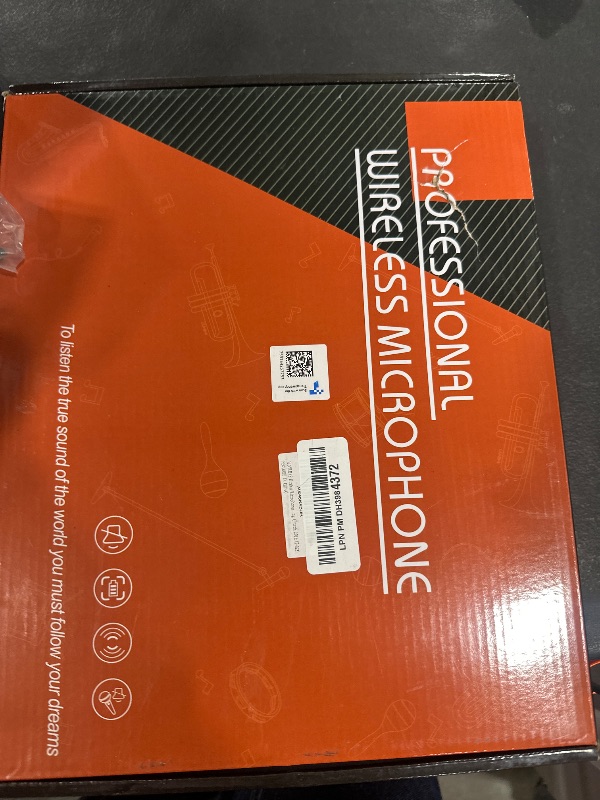 PROFESSIONAL
WIRELESS MICROPHONE
LPN PM DH3984372
To listen the true sound of the world you must follow your dreams